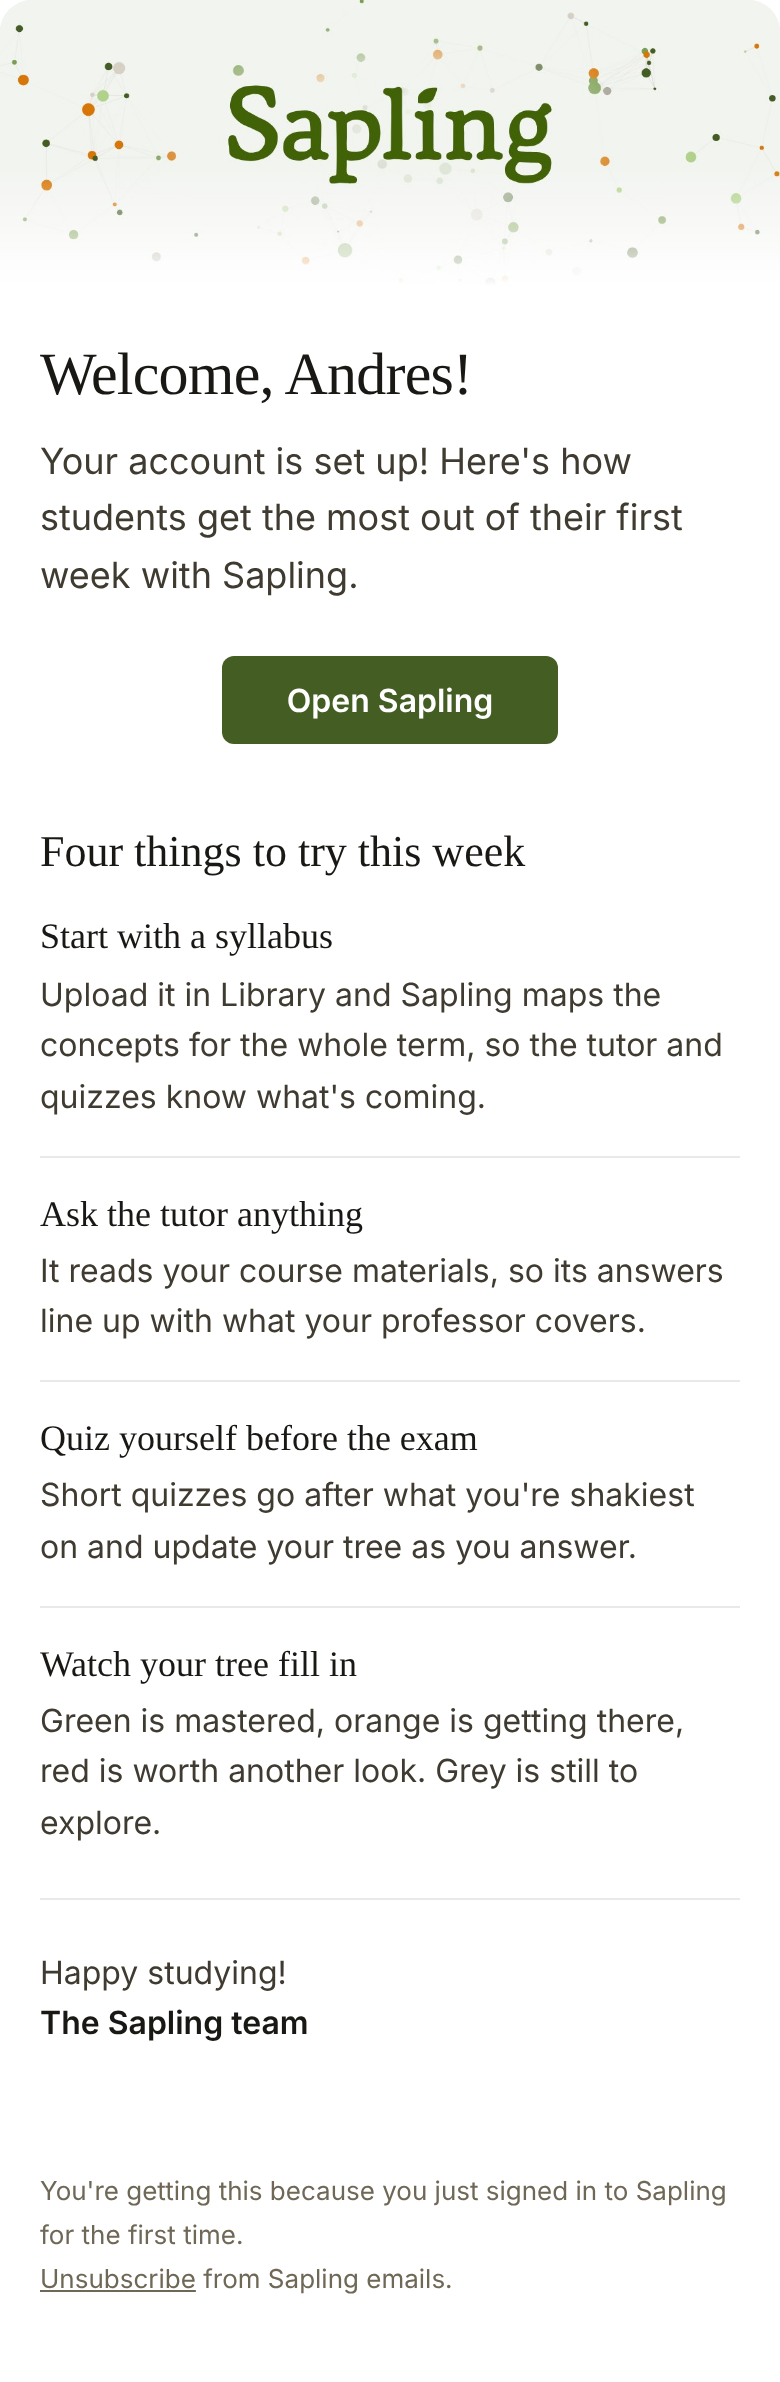 Sapling
Welcome, Andres!
Your account is set up! Here's how
students get the most out of their first
week with Sapling.
Open Sapling
Four things to try this week
Start with a syllabus
Upload it in Library and Sapling maps the
concepts for the whole term, so the tutor and
quizzes know what's coming.
Ask the tutor anything
It reads your course materials, so its answers
line up with what your professor covers.
Quiz yourself before the exam
Short quizzes go after what you're shakiest
on and update your tree as you answer.
Watch your tree fill in
Green is mastered, orange is getting there,
red is worth another look. Grey is still to
explore.
Happy studying!
The Sapling team
You're getting this because you just signed in to Sapling
for the first time.
Unsubscribe from Sapling emails.